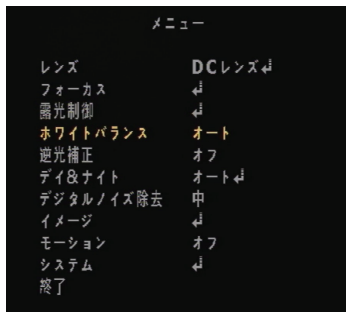 メニュー
レンズ DCレンズ↲
フォーカス ↲
露光制御 ↲
ホワイトバランス オート
逆光補正 オフ
デイ&ナイト オート↲
デジタルノイズ除去 中
イメージ ↲
モーション オフ
システム ↲
終了